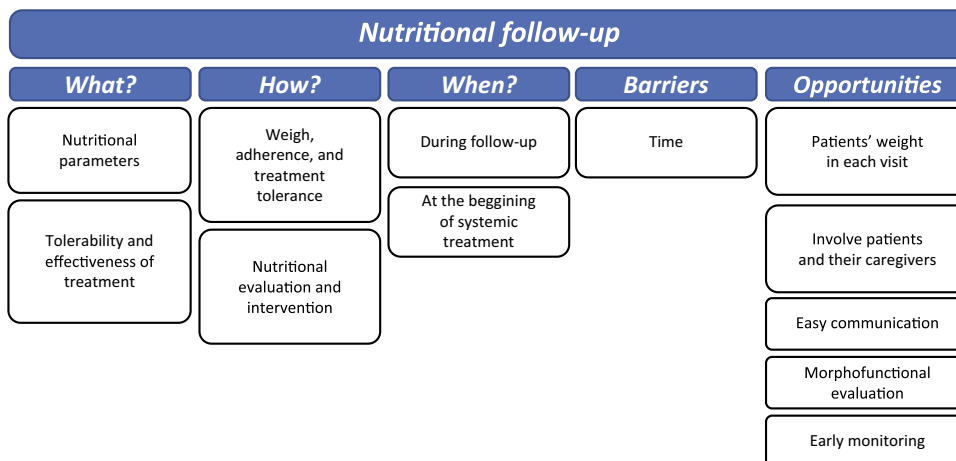 Nutritional follow-up
What?
How?
When?
Barriers
Opportunities
Nutritional
parameters
Tolerability and
effectiveness of
treatment
Weigh,
adherence, and
treatment
tolerance
Nutritional
evaluation and
intervention
During follow-up
At the beggining
of systemic
treatment
Time
Patients’ weight
in each visit
Involve patients
and their caregivers
Easy communication
Morphofunctional
evaluation
Early monitoring